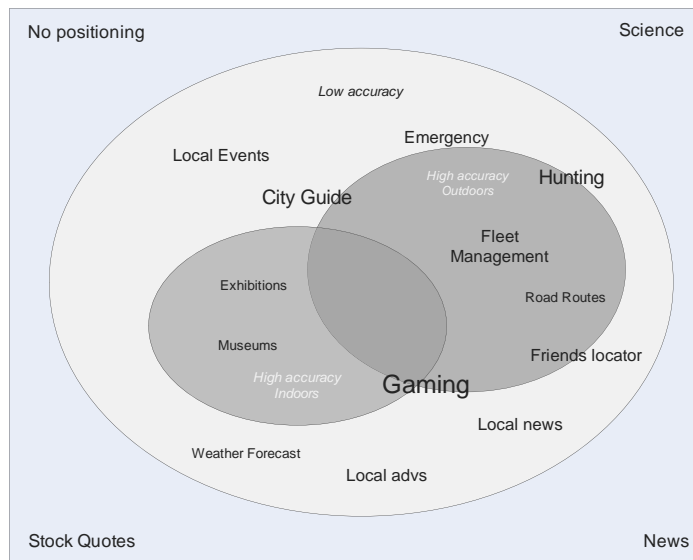 No positioning
Science
Low accuracy
Emergency
Local Events
High accuracy
Outdoors
Hunting
City Guide
Fleet
Management
Exhibitions
Road Routes
Museums
Friends locator
High accuracy
Indoors
Gaming
Local news
Weather Forecast
Local advs
Stock Quotes
News